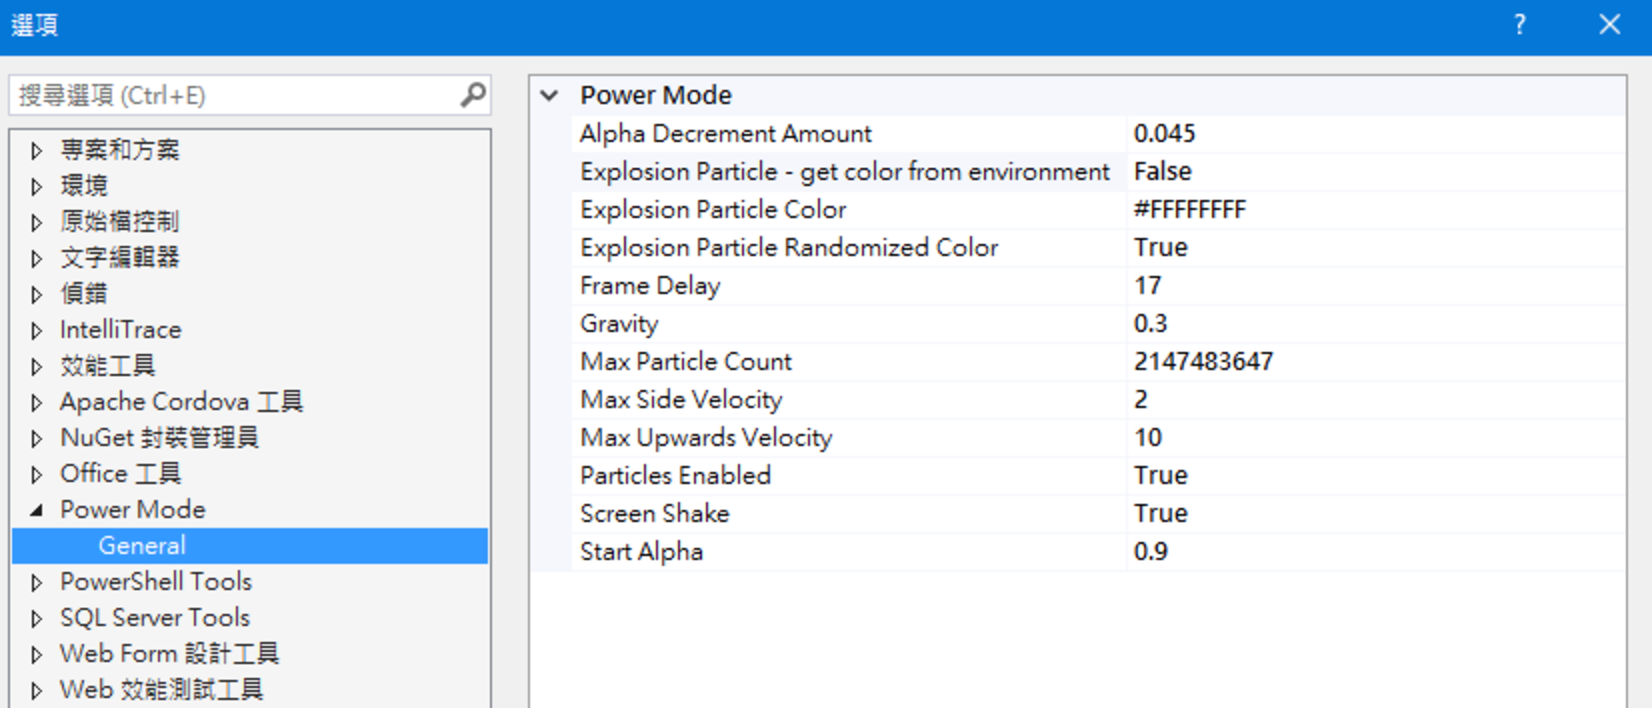 選項
?
搜尋選項 (Ctrl+E)
專案和方案
環境
原始檔控制
文字編輯器
偵錯
IntelliTrace
效能工具
Apache Cordova 工具
NuGet 封裝管理員
Office 工具
Power Mode
General
PowerShell Tools
SQL Server Tools
Web Form 設計工具
Web 效能測試工具
Power Mode
Alpha Decrement Amount 0.045
Explosion Particle - get color from environment False
Explosion Particle Color #FFFFFFFF
Explosion Particle Randomized Color True
Frame Delay 17
Gravity 0.3
Max Particle Count 2147483647
Max Side Velocity 2
Max Upwards Velocity 10
Particles Enabled True
Screen Shake True
Start Alpha 0.9